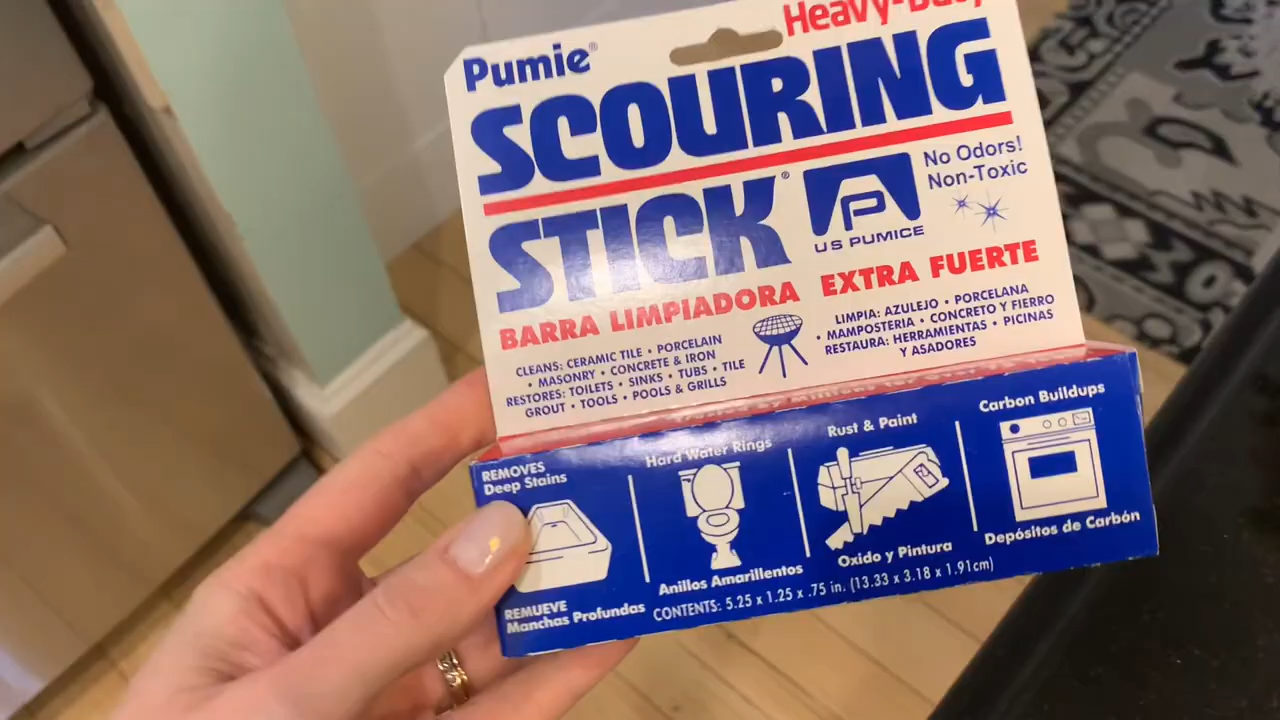 Heavy-Duty
Pumie®
SCOURING
STICK®
No Odors!
Non-Toxic
US PUMICE
BARRA LIMPIADORA EXTRA FUERTE
CLEANS: CERAMIC TILE • PORCELAIN
• MASONRY • CONCRETE & IRON
RESTORES: TOILETS • SINKS • TUBS • TILE
GROUT • TOOLS • POOLS & GRILLS
LIMPIA: AZULEJO • PORCELANA
• MAMPOSTERIA • CONCRETO Y FIERRO
RESTAURA: HERRAMIENTAS • PICINAS
Y ASADORES
REMOVES
Deep Stains
REMUEVE
Manchas Profundas
Hard Water Rings
Anillos Amarillentos
Rust & Paint
Oxido y Pintura
Carbon Buildups
Depósitos de Carbón
CONTENTS: 5.25 x 1.25 x .75 in. (13.33 x 3.18 x 1.91cm)